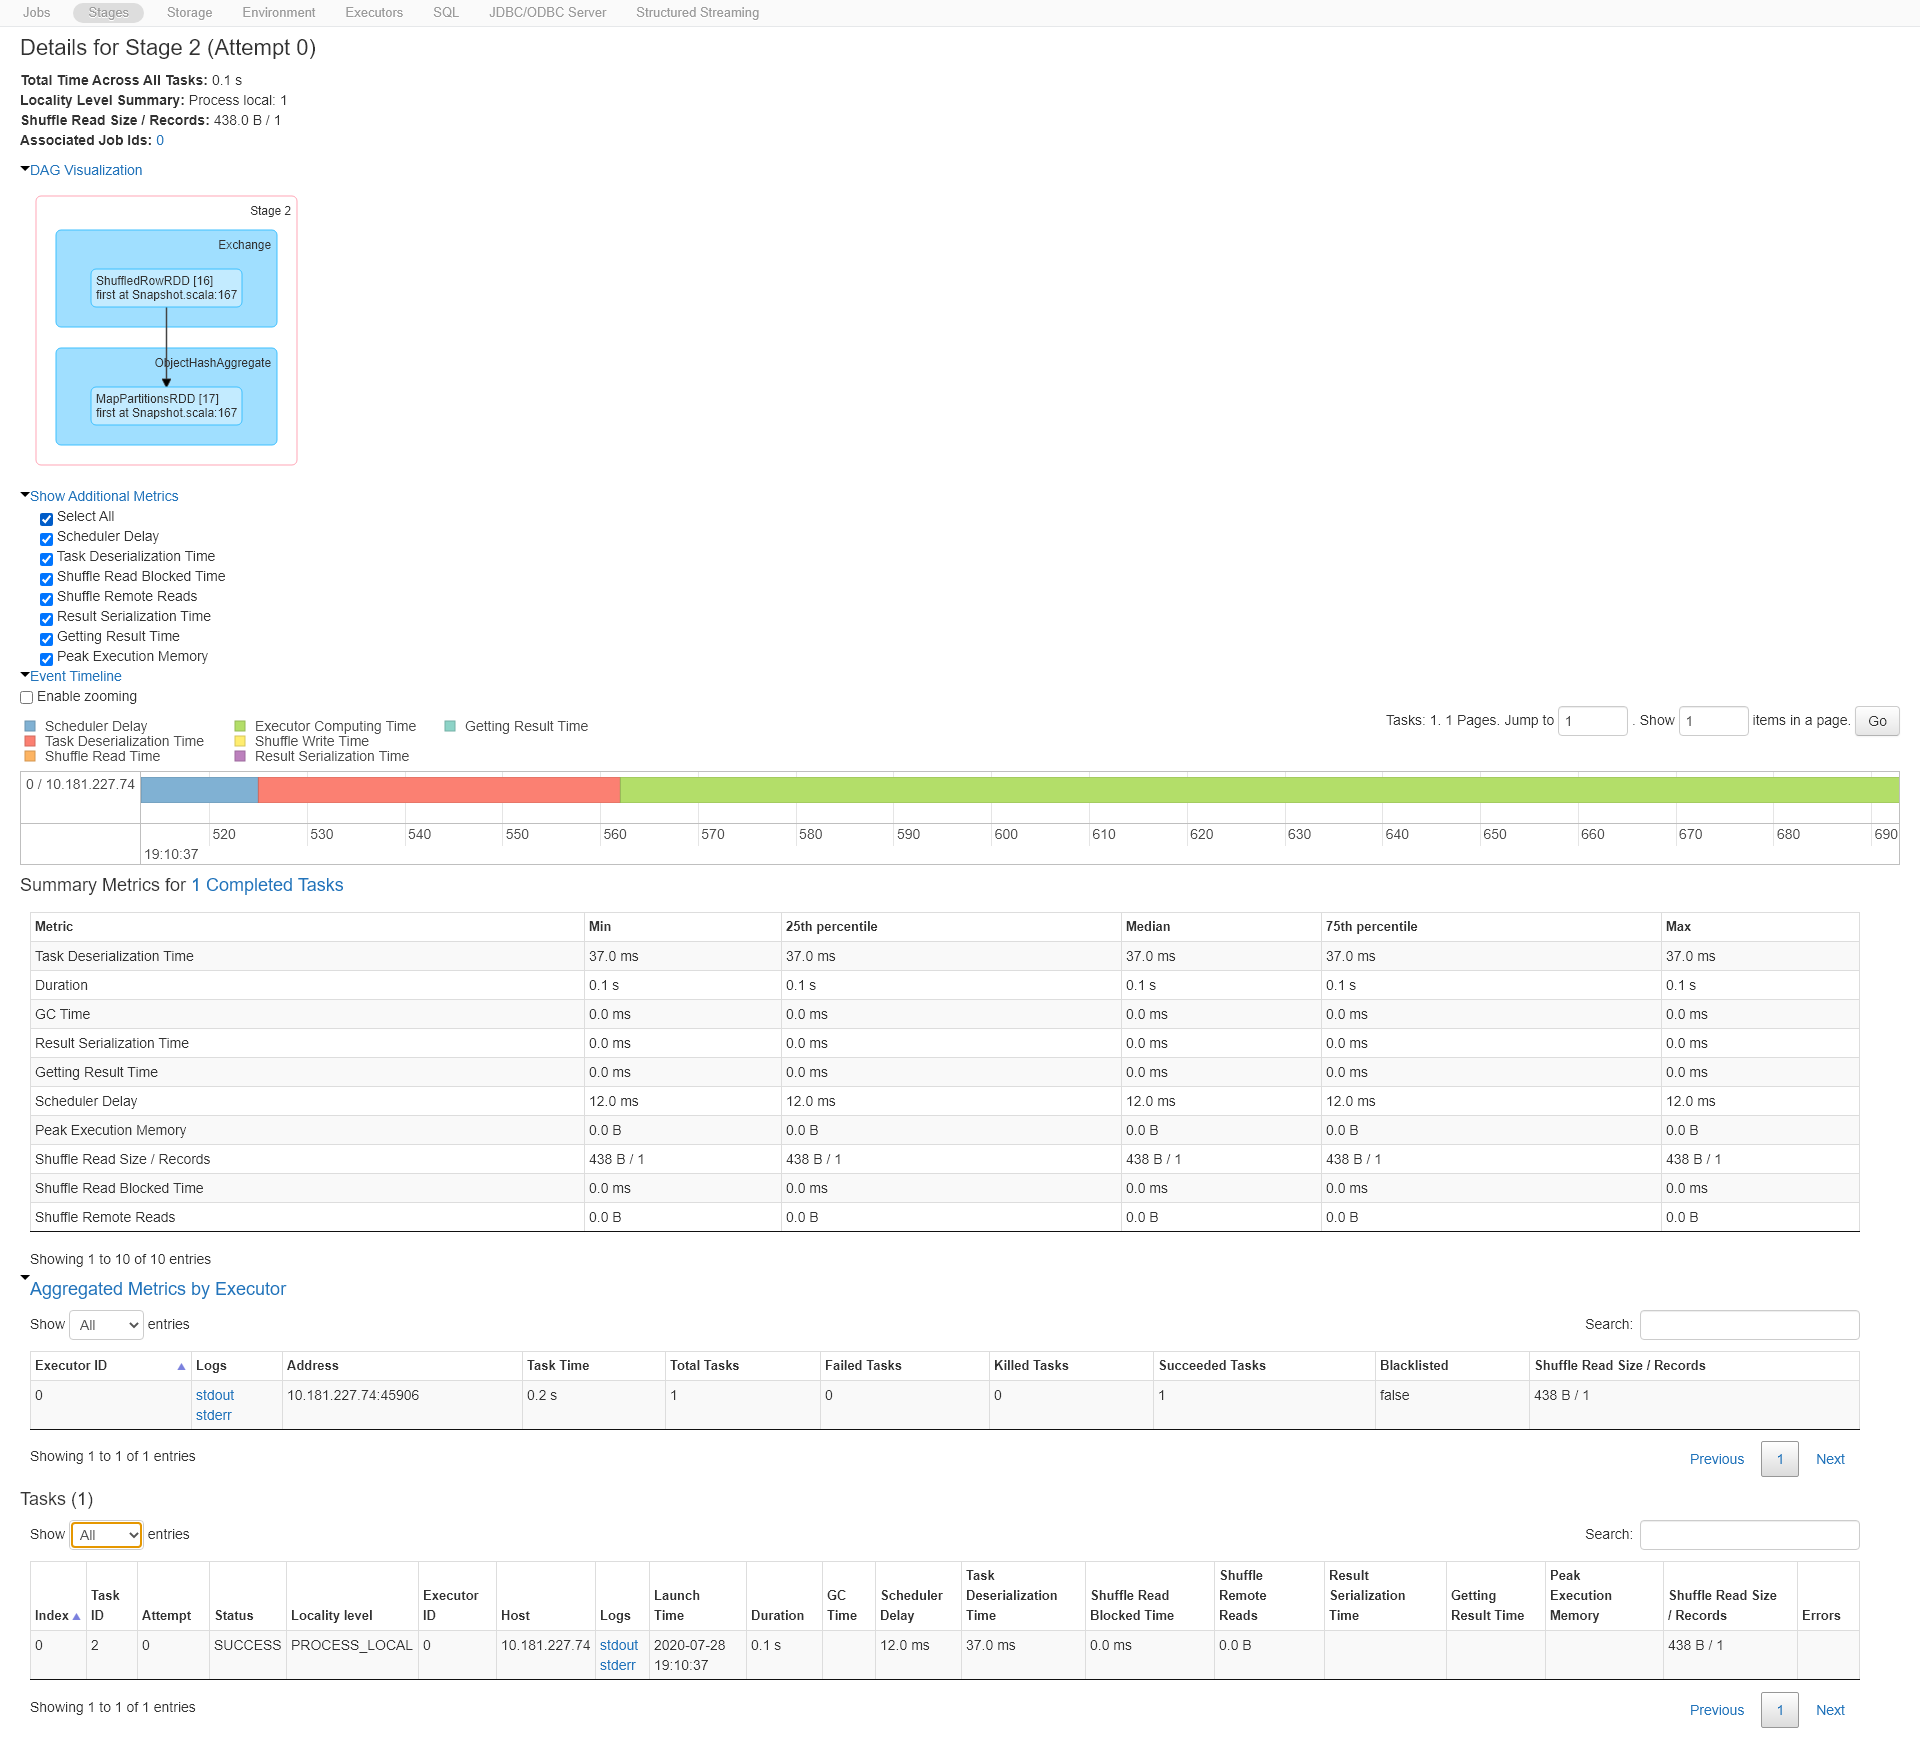 Jobs Stages Storage Environment Executors SQL JDBC/ODBC Server Structured Streaming
Details for Stage 2 (Attempt 0)
Total Time Across All Tasks: 0.1 s
Locality Level Summary: Process local: 1
Shuffle Read Size / Records: 438.0 B / 1
Associated Job Ids: 0
DAG Visualization
Stage 2
Exchange
ShuffledRowRDD [16]
first at Snapshot.scala:167
ObjectHashAggregate
MapPartitionsRDD [17]
first at Snapshot.scala:167
Show Additional Metrics
Select All
Scheduler Delay
Task Deserialization Time
Shuffle Read Blocked Time
Shuffle Remote Reads
Result Serialization Time
Getting Result Time
Peak Execution Memory
Event Timeline
Enable zooming
Scheduler Delay Executor Computing Time Getting Result Time
Task Deserialization Time Shuffle Write Time
Shuffle Read Time Result Serialization Time
Tasks: 1. 1 Pages. Jump to 1 . Show 1 items in a page. Go
0 / 10.181.227.74
520 530 540 550 560 570 580 590 600 610 620 630 640 650 660 670 680 690
19:10:37
Summary Metrics for 1 Completed Tasks
Metric Min 25th percentile Median 75th percentile Max
Task Deserialization Time 37.0 ms 37.0 ms 37.0 ms 37.0 ms 37.0 ms
Duration 0.1 s 0.1 s 0.1 s 0.1 s 0.1 s
GC Time 0.0 ms 0.0 ms 0.0 ms 0.0 ms 0.0 ms
Result Serialization Time 0.0 ms 0.0 ms 0.0 ms 0.0 ms 0.0 ms
Getting Result Time 0.0 ms 0.0 ms 0.0 ms 0.0 ms 0.0 ms
Scheduler Delay 12.0 ms 12.0 ms 12.0 ms 12.0 ms 12.0 ms
Peak Execution Memory 0.0 B 0.0 B 0.0 B 0.0 B 0.0 B
Shuffle Read Size / Records 438 B / 1 438 B / 1 438 B / 1 438 B / 1 438 B / 1
Shuffle Read Blocked Time 0.0 ms 0.0 ms 0.0 ms 0.0 ms 0.0 ms
Shuffle Remote Reads 0.0 B 0.0 B 0.0 B 0.0 B 0.0 B
Showing 1 to 10 of 10 entries
Aggregated Metrics by Executor
Show All entries Search:
Executor ID Logs Address Task Time Total Tasks Failed Tasks Killed Tasks Succeeded Tasks Blacklisted Shuffle Read Size / Records
0 stdout 10.181.227.74:45906 0.2 s 1 0 0 1 false 438 B / 1
stderr
Showing 1 to 1 of 1 entries Previous 1 Next
Tasks (1)
Show All entries Search:
Task Shuffle Result Peak
Task Executor Launch GC Scheduler Deserialization Shuffle Read Remote Serialization Getting Execution Shuffle Read Size
Index ID Attempt Status Locality level ID Host Logs Time Duration Time Delay Time Blocked Time Reads Time Result Time Memory / Records Errors
0 2 0 SUCCESS PROCESS_LOCAL 0 10.181.227.74 stdout 2020-07-28 0.1 s 12.0 ms 37.0 ms 0.0 ms 0.0 B 438 B / 1
stderr 19:10:37
Showing 1 to 1 of 1 entries Previous 1 Next